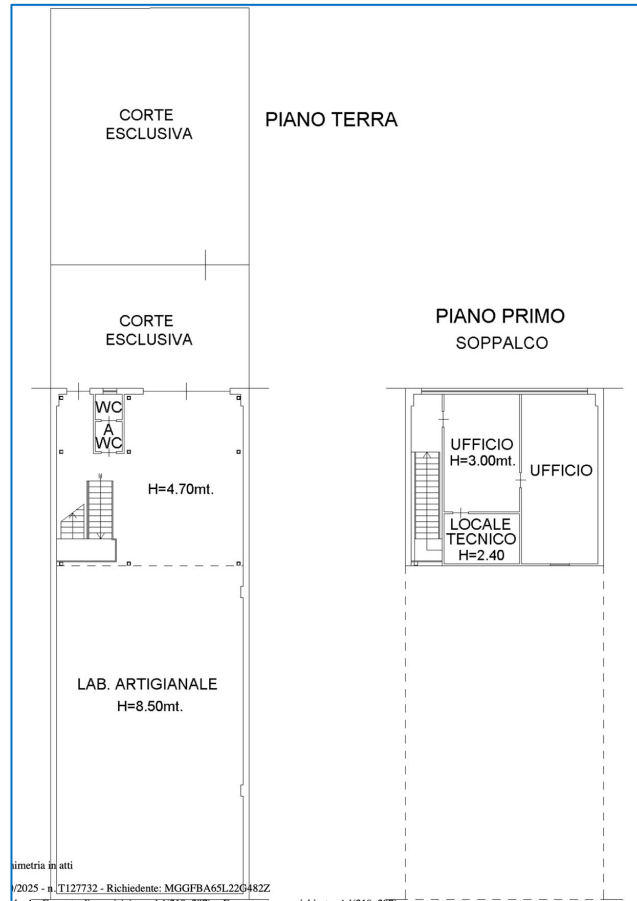 CORTE
ESCLUSIVA
PIANO TERRA
CORTE
ESCLUSIVA
PIANO PRIMO
SOPPALCO
WC
A
WC
H=4.70mt.
UFFICIO
H=3.00mt.
UFFICIO
LOCALE
TECNICO
H=2.40
LAB. ARTIGIANALE
H=8.50mt.
nimetria in atti
/2025 - n. T127732 - Richiedente: MGGFBA65L22G482Z